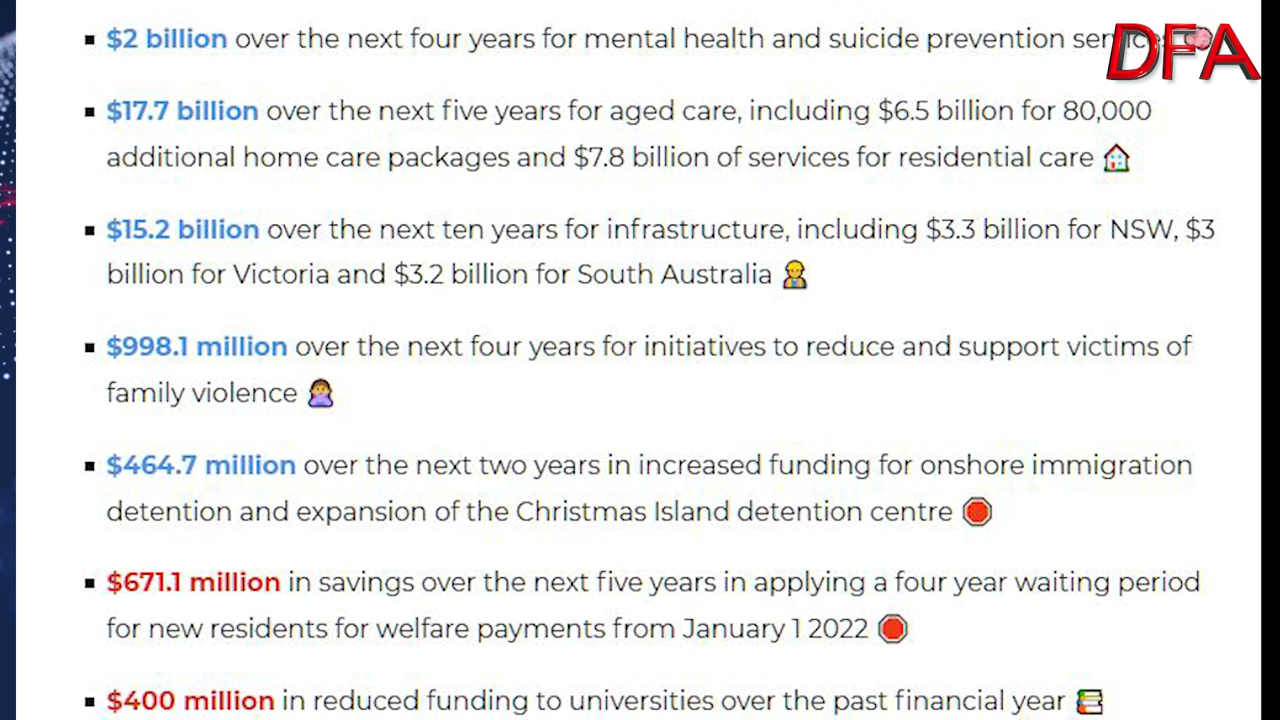 $2 billion over the next four years for mental health and suicide prevention services
DFA
$17.7 billion over the next five years for aged care, including $6.5 billion for 80,000
additional home care packages and $7.8 billion of services for residential care
$15.2 billion over the next ten years for infrastructure, including $3.3 billion for NSW, $3
billion for Victoria and $3.2 billion for South Australia
$998.1 million over the next four years for initiatives to reduce and support victims of
family violence
$464.7 million over the next two years in increased funding for onshore immigration
detention and expansion of the Christmas Island detention centre
$671.1 million in savings over the next five years in applying a four year waiting period
for new residents for welfare payments from January 1 2022
$400 million in reduced funding to universities over the past financial year